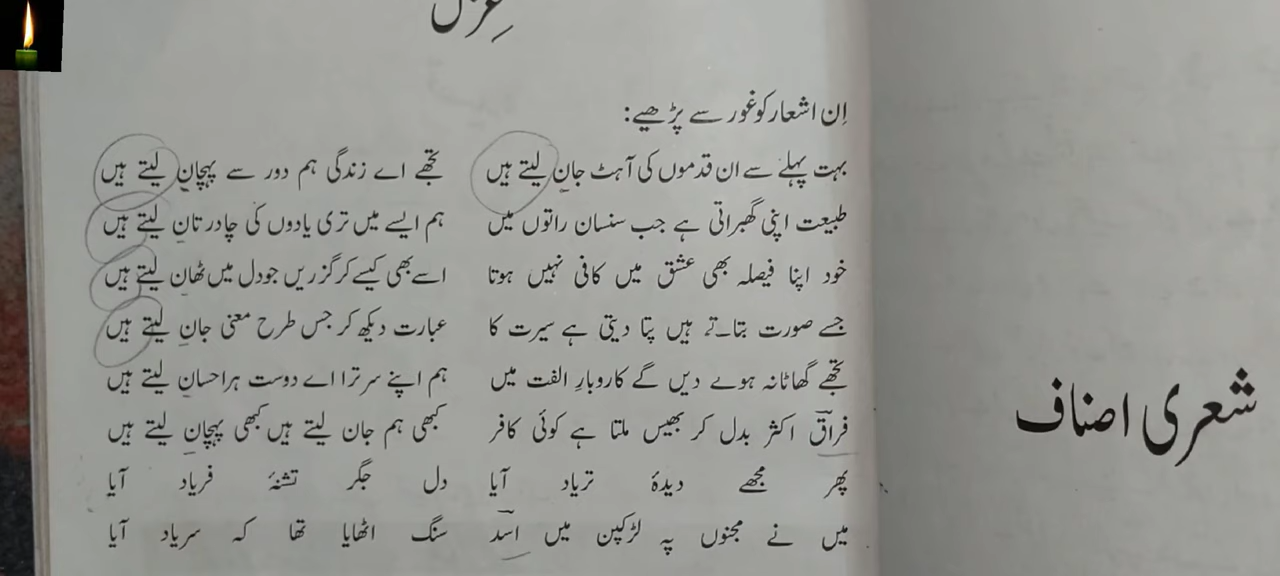 غزل
اِن اشعار کو غور سے پڑھیے:
بہت پہلے سے ان قدموں کی آہٹ جان لیتے ہیں تجھے اے زندگی ہم دور سے پہچان لیتے ہیں
طبیعت اپنی گھبراتی ہے جب سنسان راتوں میں ہم ایسے میں تری یادوں کی چادر تان لیتے ہیں
خود اپنا فیصلہ بھی عشق میں کافی نہیں ہوتا اسے بھی کیسے کر گزریں جو دل میں ٹھان لیتے ہیں
جسے صورت بتاتے ہیں پتا دیتی ہے سیرت کا عبارت دیکھ کر جس طرح معنی جان لیتے ہیں
تجھے گھاٹا نہ ہوے دیں گے کاروبارِ الفت میں ہم اپنے سر ترا اے دوست ہر احسان لیتے ہیں
فراقؔ اکثر بدل کر بھیس ملتا ہے کوئی کافر کبھی ہم جان لیتے ہیں کبھی پہچان لیتے ہیں
پھر مجھے دیدۂ تر یاد آیا دل جگر تشنۂ فریاد آیا
میں نے مجنوں پہ لڑکپن میں اسدؔ سنگ اٹھایا تھا کہ سر یاد آیا
شعری اصناف